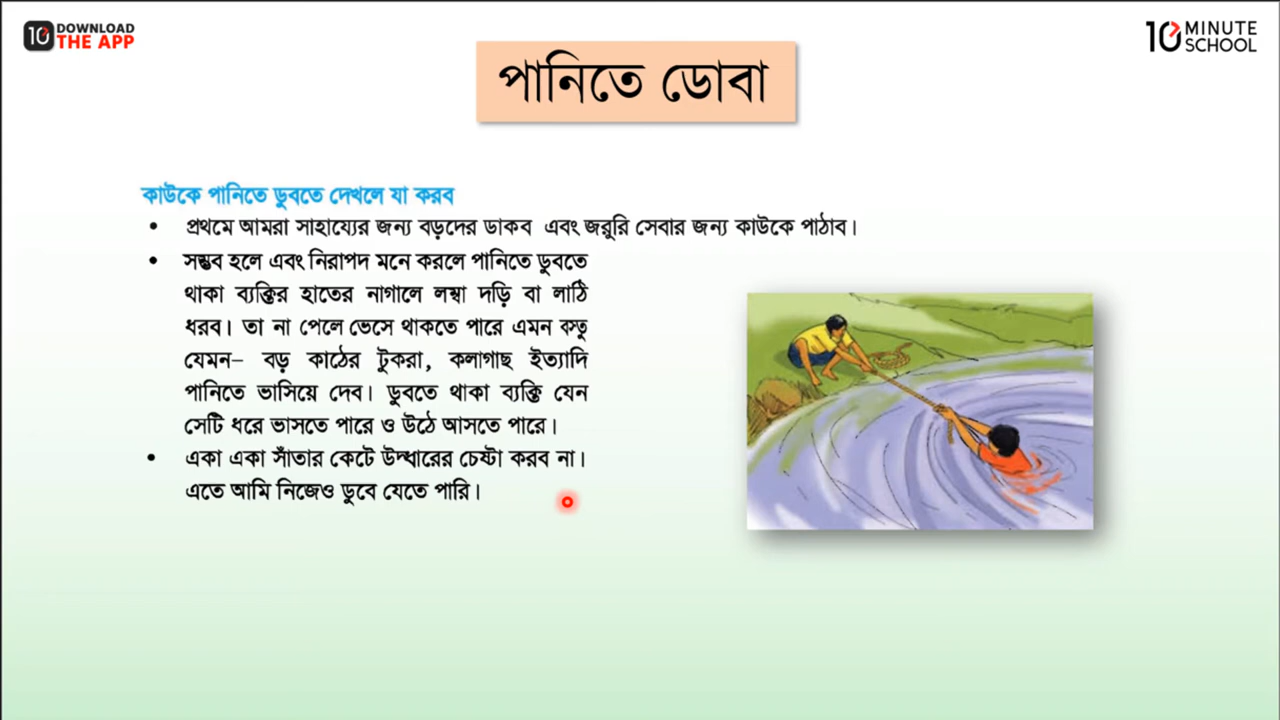 10 DOWNLOAD
THE APP
10 MINUTE
SCHOOL
পানিতে ডোবা
কাউকে পানিতে ডুবতে দেখলে যা করব
• প্রথমে আমরা সাহায্যের জন্য বড়দের ডাকব এবং জরুরি সেবার জন্য কাউকে পাঠাব।
• সম্ভব হলে এবং নিরাপদ মনে করলে পানিতে ডুবতে
থাকা ব্যক্তির হাতের নাগালে লম্বা দড়ি বা লাঠি
ধরব। তা না পেলে ভেসে থাকতে পারে এমন বস্তু
যেমন– বড় কাঠের টুকরা, কলাগাছ ইত্যাদি
পানিতে ভাসিয়ে দেব। ডুবতে থাকা ব্যক্তি যেন
সেটি ধরে ভাসতে পারে ও উঠে আসতে পারে।
• একা একা সাঁতার কেটে উদ্ধারের চেষ্টা করব না।
এতে আমি নিজেও ডুবে যেতে পারি।